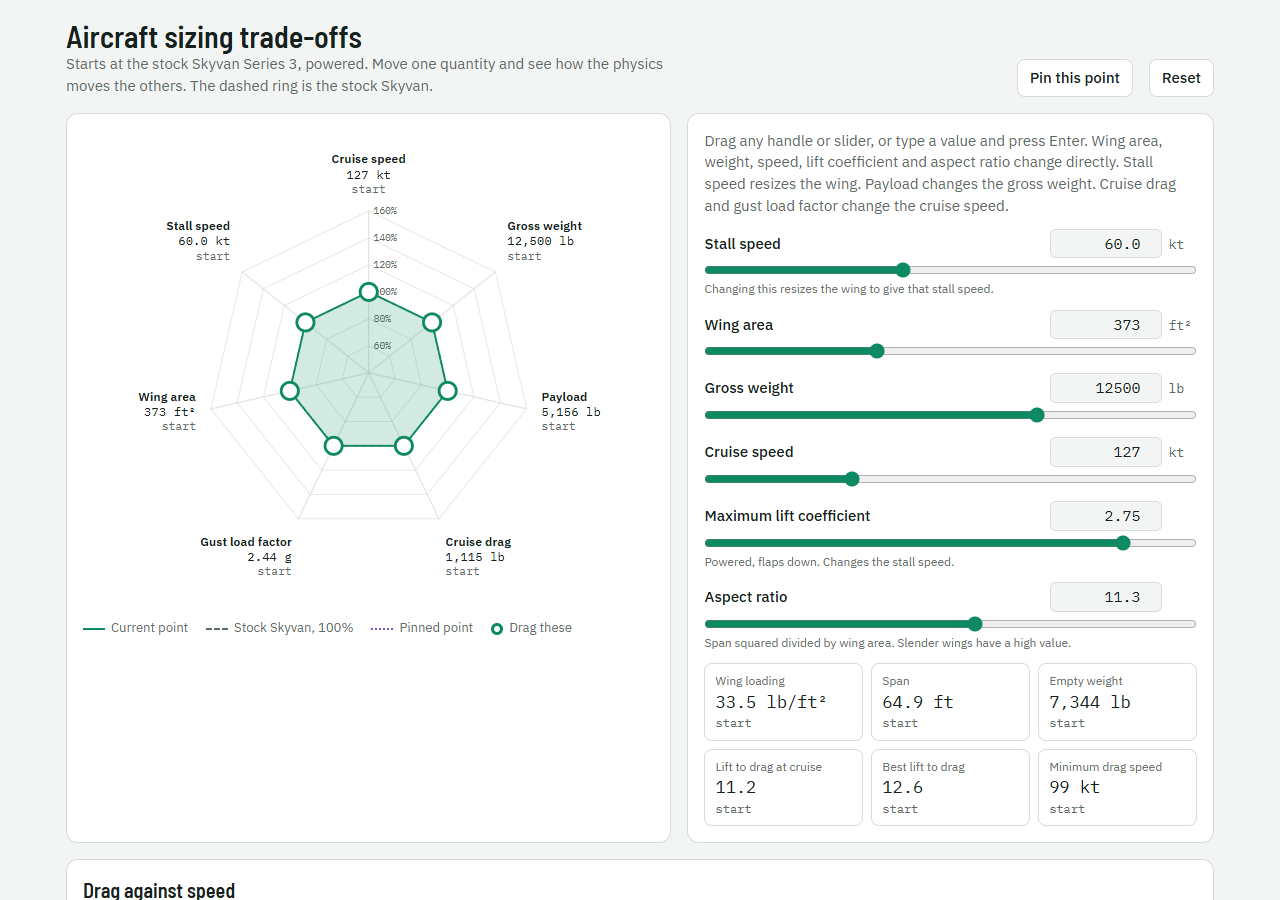 Aircraft sizing trade-offs
Starts at the stock Skyvan Series 3, powered. Move one quantity and see how the physics
moves the others. The dashed ring is the stock Skyvan.
Pin this point
Reset
Cruise speed
127 kt
start
Stall speed
60.0 kt
start
Gross weight
12,500 lb
start
160%
140%
120%
100%
80%
60%
Wing area
373 ft²
start
Payload
5,156 lb
start
Gust load factor
2.44 g
start
Cruise drag
1,115 lb
start
Current point
Stock Skyvan, 100%
Pinned point
Drag these
Drag any handle or slider, or type a value and press Enter. Wing area,
weight, speed, lift coefficient and aspect ratio change directly. Stall
speed resizes the wing. Payload changes the gross weight. Cruise drag
and gust load factor change the cruise speed.
Stall speed 60.0 kt
Changing this resizes the wing to give that stall speed.
Wing area 373 ft²
Gross weight 12500 lb
Cruise speed 127 kt
Maximum lift coefficient 2.75
Powered, flaps down. Changes the stall speed.
Aspect ratio 11.3
Span squared divided by wing area. Slender wings have a high value.
Wing loading
33.5 lb/ft²
start
Span
64.9 ft
start
Empty weight
7,344 lb
start
Lift to drag at cruise
11.2
start
Best lift to drag
12.6
start
Minimum drag speed
99 kt
start
Drag against speed